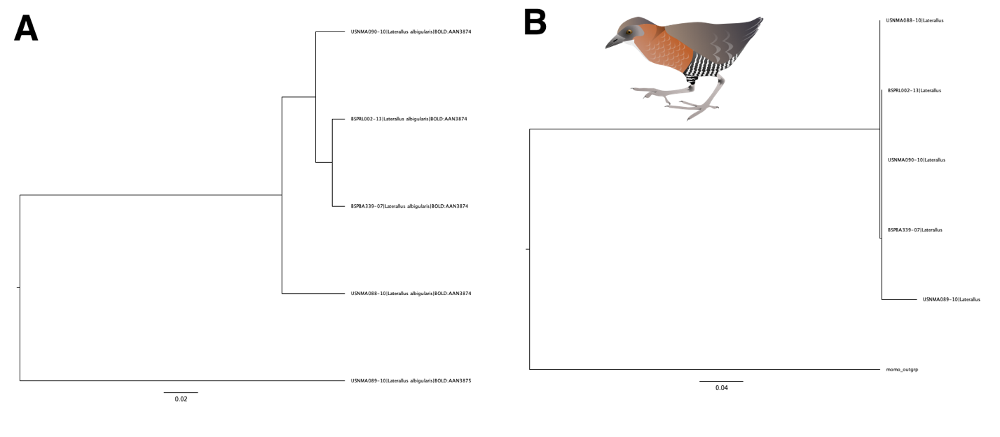 A
USNMA090-10|Laterallus albigularis|BOLD:AAN3874
BSPRL002-13|Laterallus albigularis|BOLD:AAN3874
BSPBA339-07|Laterallus albigularis|BOLD:AAN3874
USNMA088-10|Laterallus albigularis|BOLD:AAN3874
USNMA089-10|Laterallus albigularis|BOLD:AAN3875
0.02
B
USNMA088-10|Laterallus
BSPRL002-13|Laterallus
USNMA090-10|Laterallus
BSPBA339-07|Laterallus
USNMA089-10|Laterallus
momo_outgrp
0.04